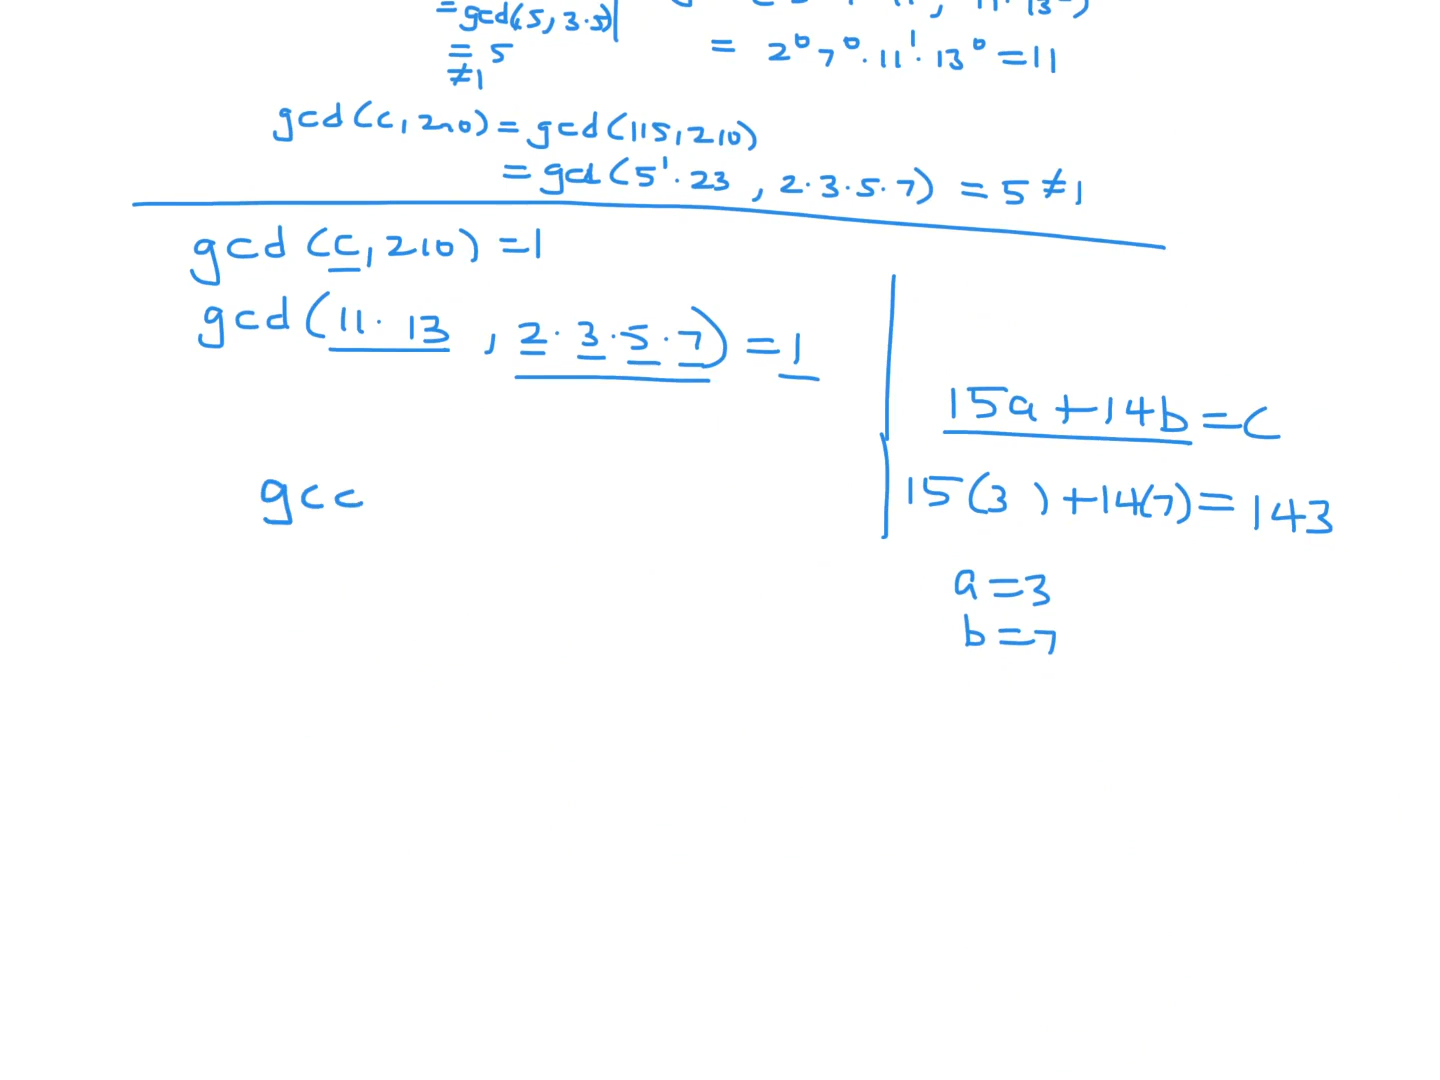 =gcd(5, 3·5)
= 5
≠1
= 2⁰ 7⁰ · 11¹ · 13⁰ = 11
gcd(c, 210) = gcd(115, 210)
= gcd(5¹ · 23 , 2·3·5·7) = 5 ≠ 1
gcd (c, 210) = 1
gcd (11 · 13 , 2 · 3 · 5 · 7) = 1
15a + 14b = c
gcc
15(3 ) + 14(7) = 143
a = 3
b = 7